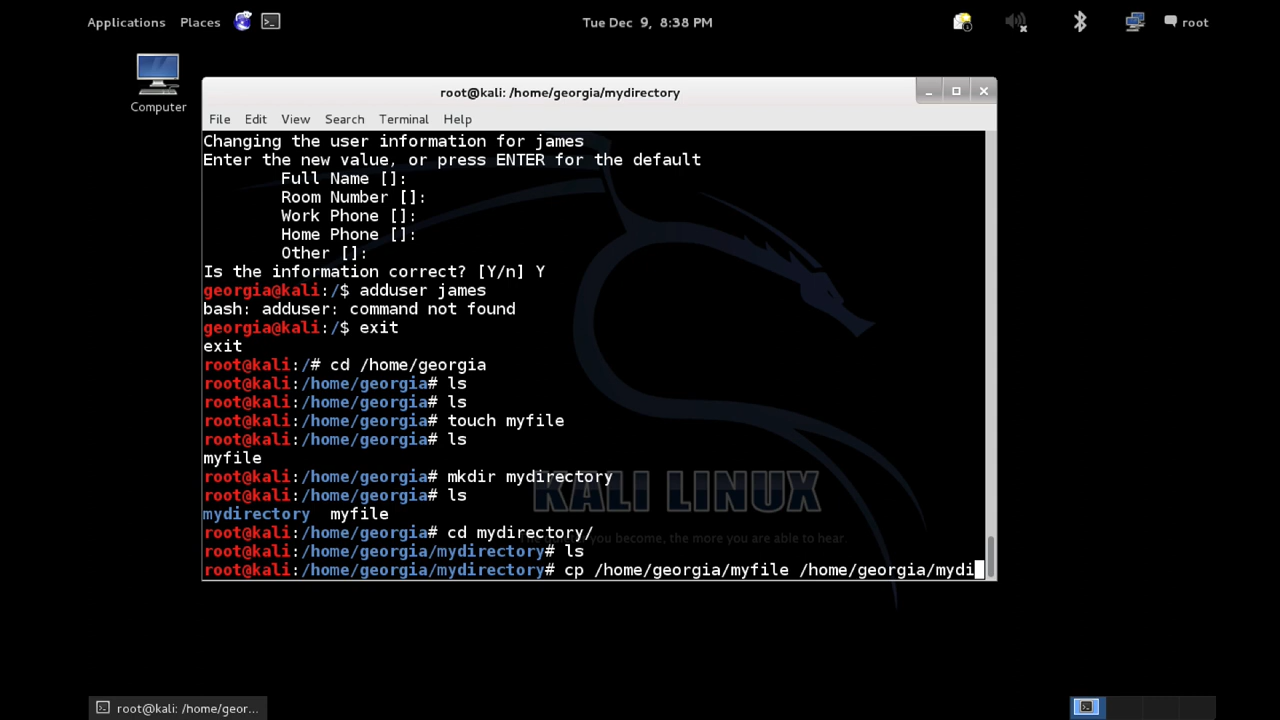 Applications Places Tue Dec 9, 8:38 PM root
Computer
root@kali: /home/georgia/mydirectory
File Edit View Search Terminal Help
Changing the user information for james
Enter the new value, or press ENTER for the default
Full Name []:
Room Number []:
Work Phone []:
Home Phone []:
Other []:
Is the information correct? [Y/n] Y
georgia@kali:/$ adduser james
bash: adduser: command not found
georgia@kali:/$ exit
exit
root@kali:/# cd /home/georgia
root@kali:/home/georgia# ls
root@kali:/home/georgia# ls
root@kali:/home/georgia# touch myfile
root@kali:/home/georgia# ls
myfile
root@kali:/home/georgia# mkdir mydirectory
root@kali:/home/georgia# ls
KALI LINUX
mydirectory myfile
root@kali:/home/georgia# cd mydirectory/
you become, the more you are able to hear
root@kali:/home/georgia/mydirectory# ls
root@kali:/home/georgia/mydirectory# cp /home/georgia/myfile /home/georgia/mydi
root@kali: /home/geor...